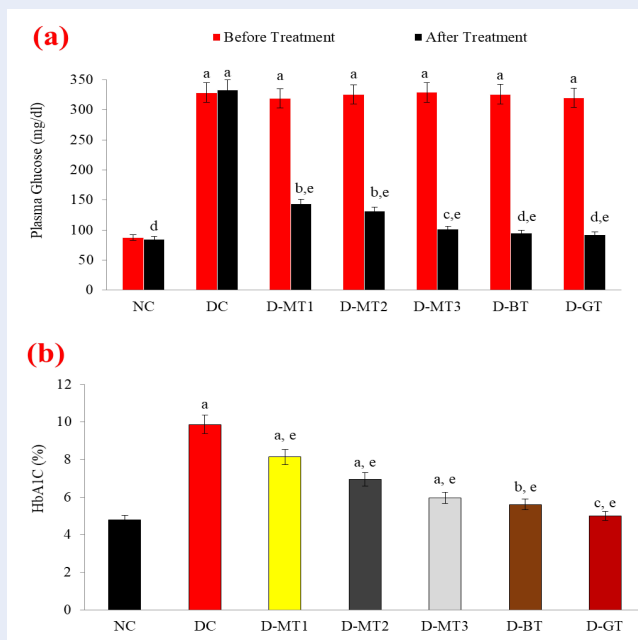 (a)
Before Treatment After Treatment
Plasma Glucose (mg/dl)
350
300
250
200
150
100
50
0
d
a a
a
b,e
a
b,e
a
c,e
a
d,e
a
d,e
NC DC D-MT1 D-MT2 D-MT3 D-BT D-GT
(b)
HbA1C (%)
12
10
8
6
4
2
0
a
a, e
a, e
a, e
b, e
c, e
NC DC D-MT1 D-MT2 D-MT3 D-BT D-GT